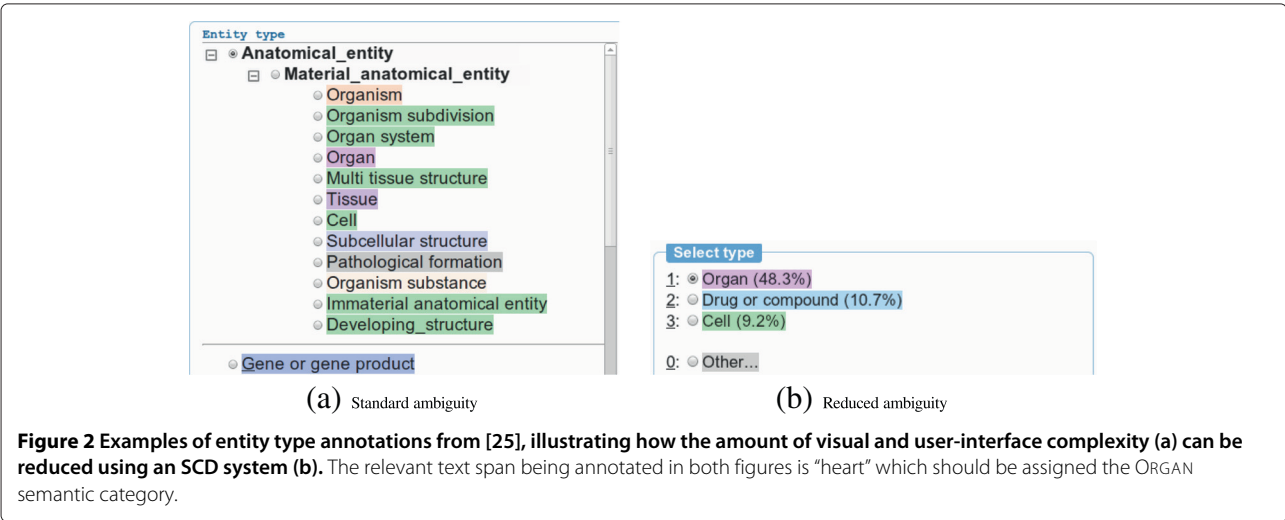 Entity type
Anatomical_entity
Material_anatomical_entity
Organism
Organism subdivision
Organ system
Organ
Multi tissue structure
Tissue
Cell
Subcellular structure
Pathological formation
Organism substance
Immaterial anatomical entity
Developing_structure
Gene or gene product
(a) Standard ambiguity
Select type
1: Organ (48.3%)
2: Drug or compound (10.7%)
3: Cell (9.2%)
0: Other...
(b) Reduced ambiguity
Figure 2 Examples of entity type annotations from [25], illustrating how the amount of visual and user-interface complexity (a) can be
reduced using an SCD system (b). The relevant text span being annotated in both figures is “heart” which should be assigned the ORGAN
semantic category.